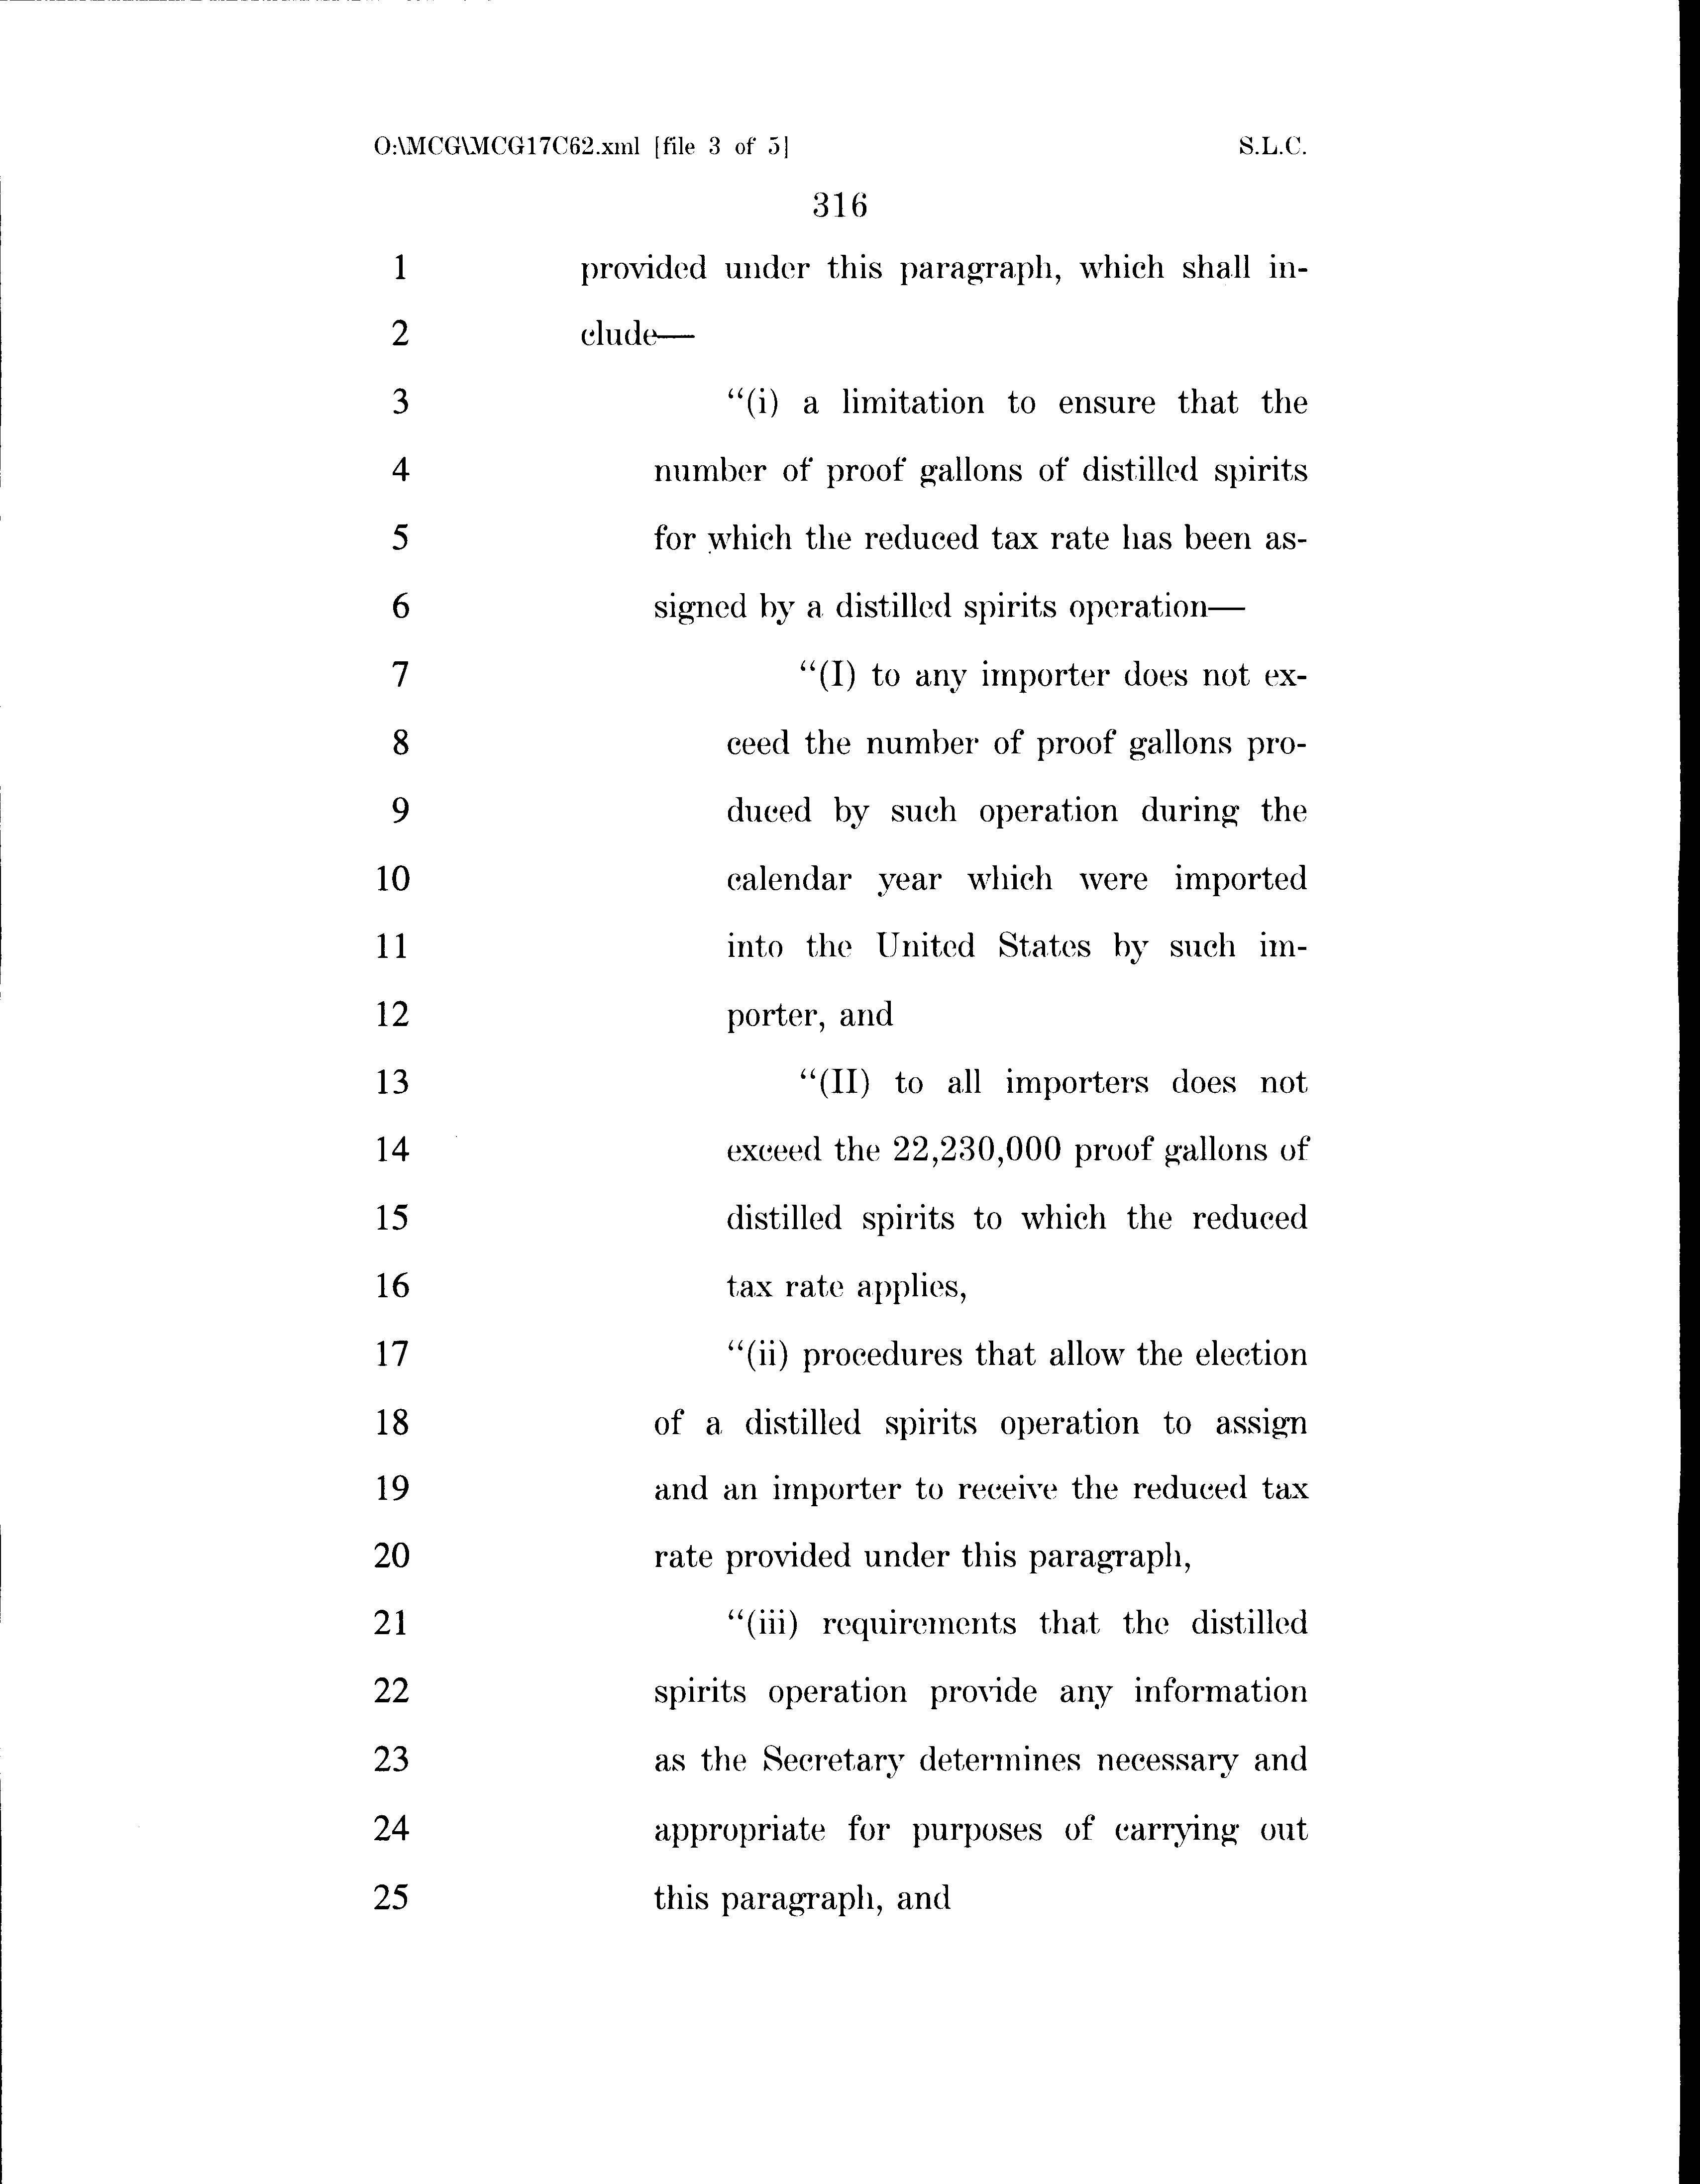 O:\MCG\MCG17C62.xml [file 3 of 5] S.L.C.
316
1 provided under this paragraph, which shall in-
2 clude—
3 “(i) a limitation to ensure that the
4 number of proof gallons of distilled spirits
5 for which the reduced tax rate has been as-
6 signed by a distilled spirits operation—
7 “(I) to any importer does not ex-
8 ceed the number of proof gallons pro-
9 duced by such operation during the
10 calendar year which were imported
11 into the United States by such im-
12 porter, and
13 “(II) to all importers does not
14 exceed the 22,230,000 proof gallons of
15 distilled spirits to which the reduced
16 tax rate applies,
17 “(ii) procedures that allow the election
18 of a distilled spirits operation to assign
19 and an importer to receive the reduced tax
20 rate provided under this paragraph,
21 “(iii) requirements that the distilled
22 spirits operation provide any information
23 as the Secretary determines necessary and
24 appropriate for purposes of carrying out
25 this paragraph, and